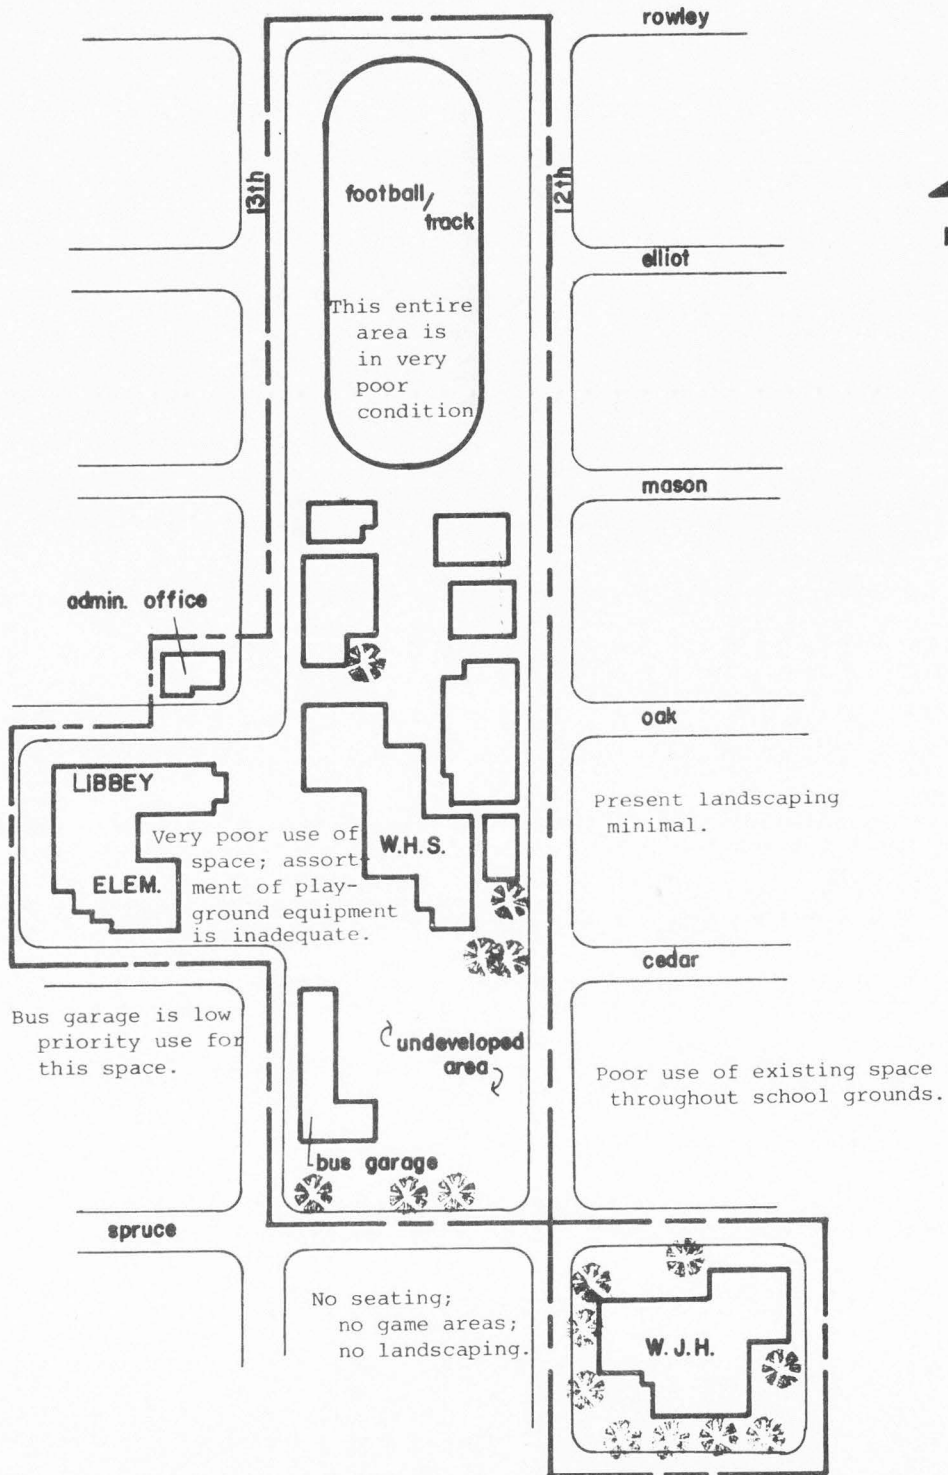 rowley
13th
12th
football/
track
elliot
This entire
area is
in very
poor
condition
mason
admin. office
oak
LIBBEY
ELEM.
Very poor use of
space; assort-
ment of play-
ground equipment
is inadequate.
W.H.S.
Present landscaping
minimal.
cedar
Bus garage is low
priority use for
this space.
undeveloped
area
Poor use of existing space
throughout school grounds.
bus garage
spruce
No seating;
no game areas;
no landscaping.
W.J.H.